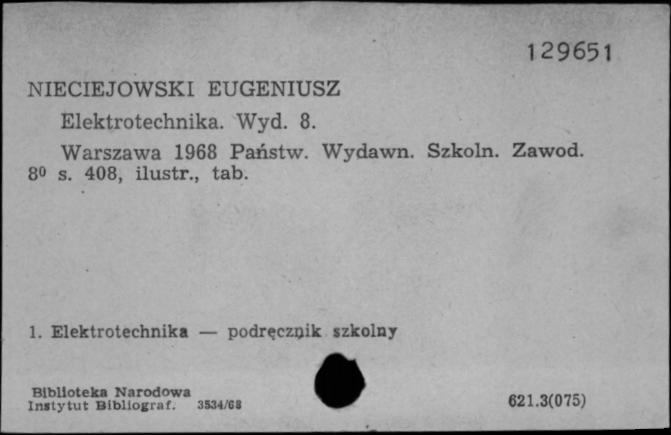 129651
NIECIEJOWSKI EUGENIUSZ
Elektrotechnika. Wyd. 8.
Warszawa 1968 Państw. Wydawn. Szkoln. Zawod.
8⁰ s. 408, ilustr., tab.
1. Elektrotechnika — podręcznik szkolny
Biblioteka Narodowa
Instytut Bibliograf. 3534/68
621.3(075)